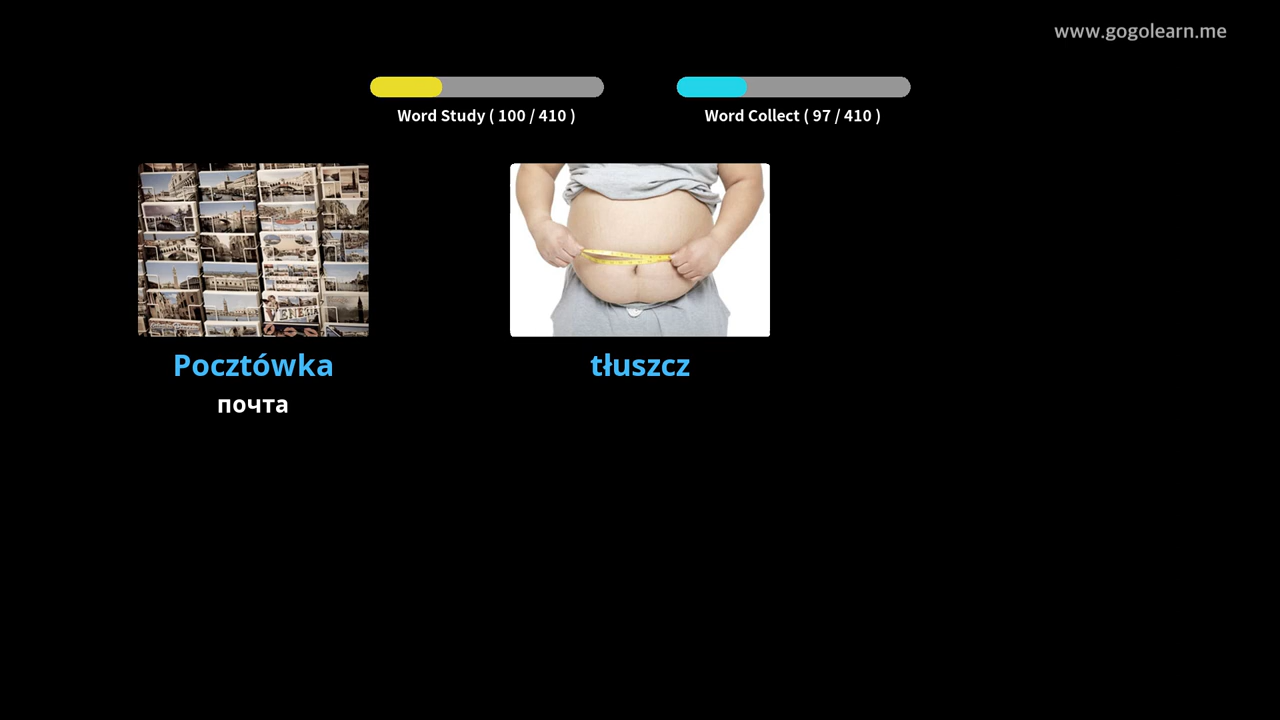 www.gogolearn.me
Word Study ( 100 / 410 )
Word Collect ( 97 / 410 )
Pocztówka
tłuszcz
почта